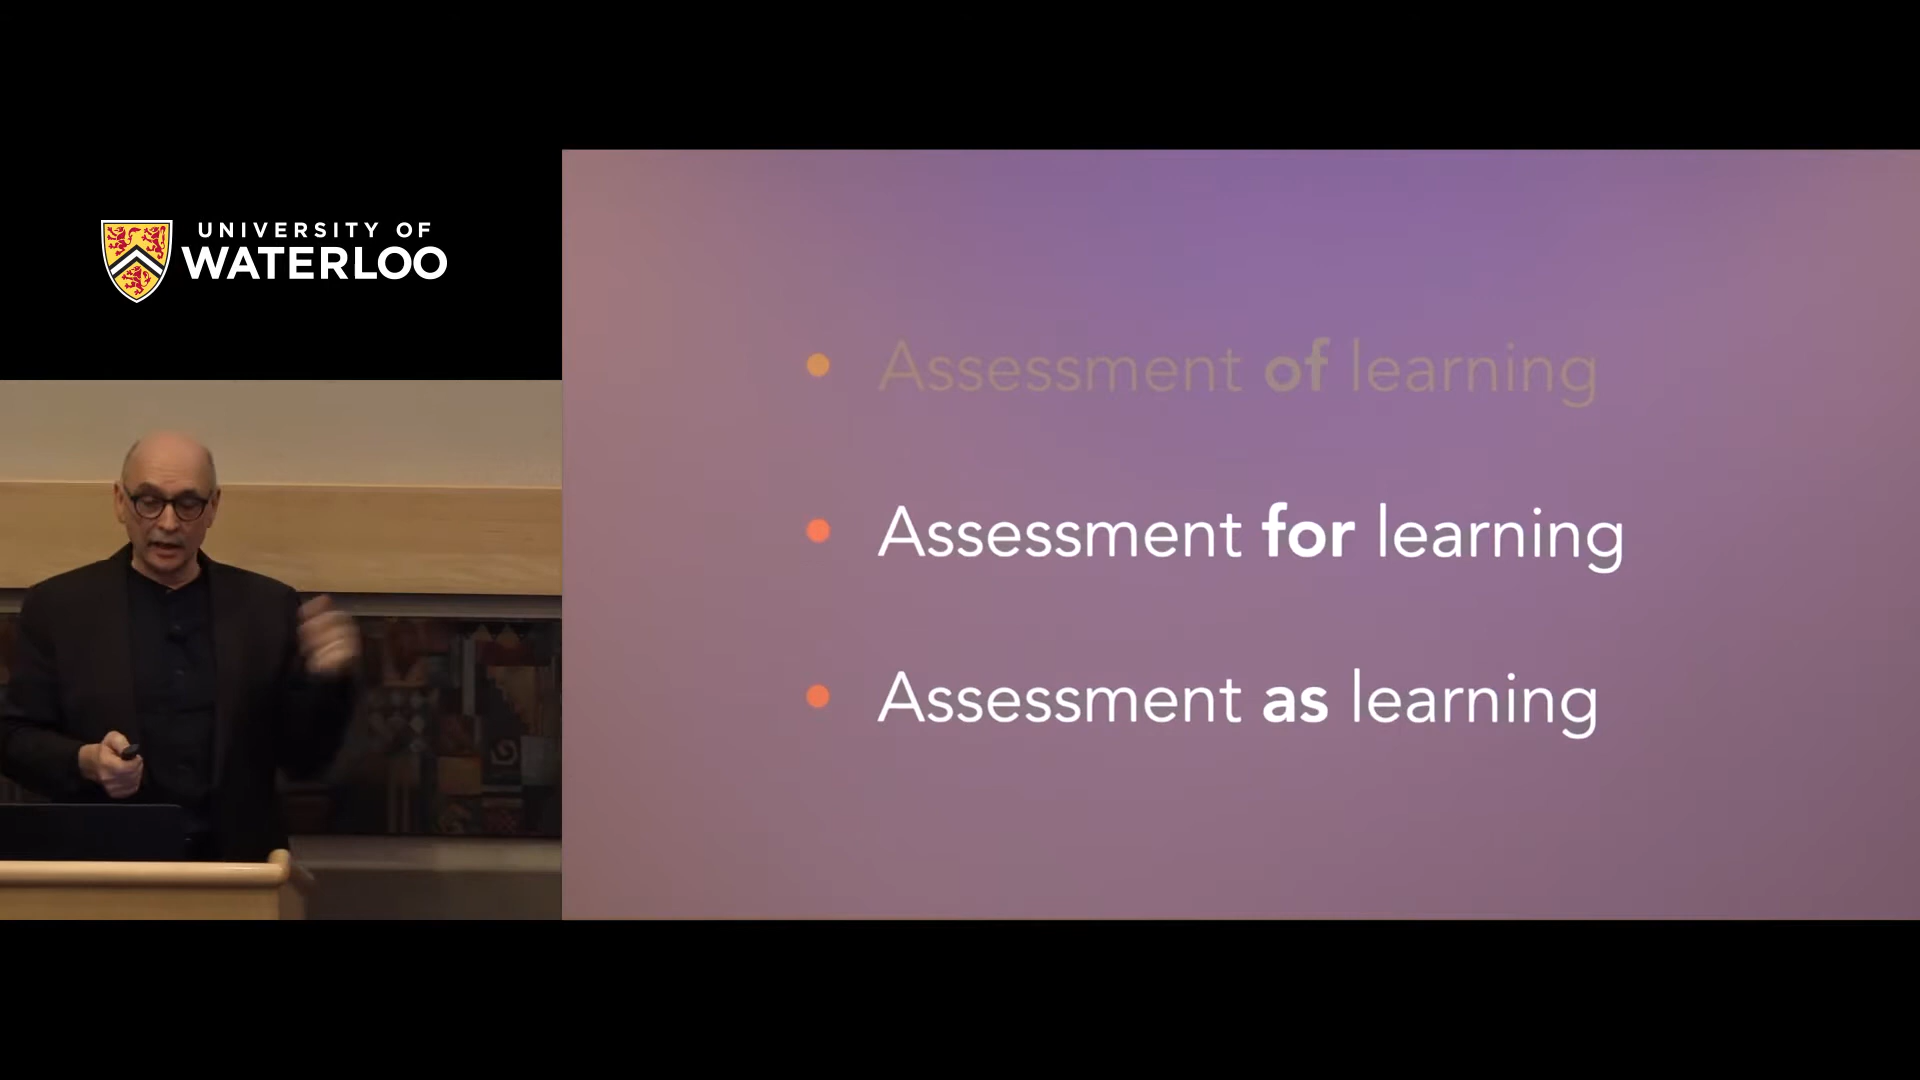 UNIVERSITY OF
WATERLOO
• Assessment of learning
• Assessment for learning
• Assessment as learning